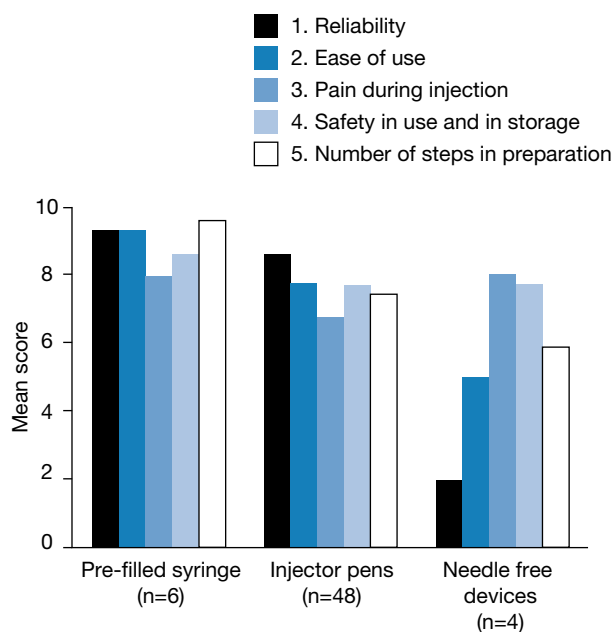 1. Reliability
2. Ease of use
3. Pain during injection
4. Safety in use and in storage
5. Number of steps in preparation
10
8
6
4
2
0
Mean score
Pre-filled syringe
(n=6)
Injector pens
(n=48)
Needle free
devices
(n=4)